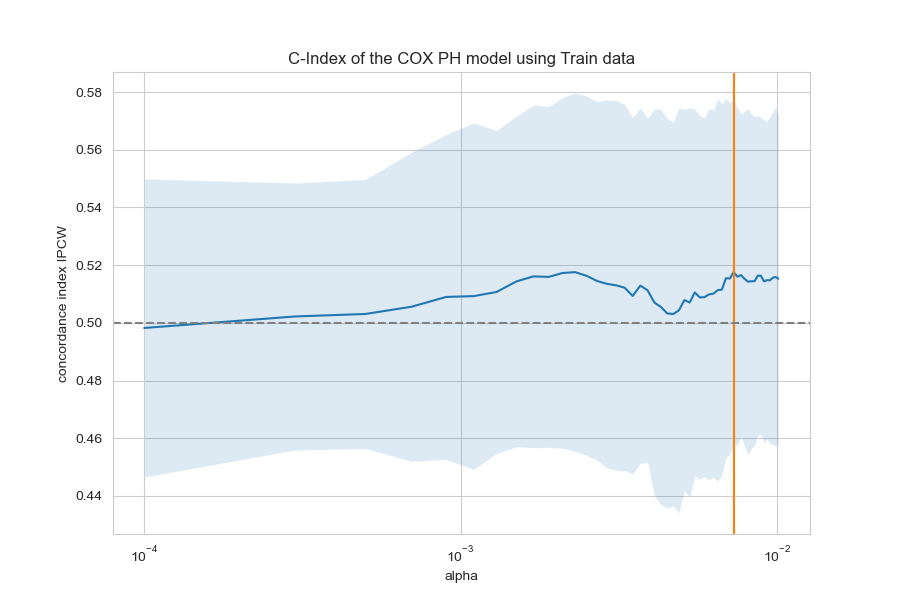 C-Index of the COX PH model using Train data
concordance index IPCW
0.58
0.56
0.54
0.52
0.50
0.48
0.46
0.44
10⁻⁴ 10⁻³ 10⁻²
alpha